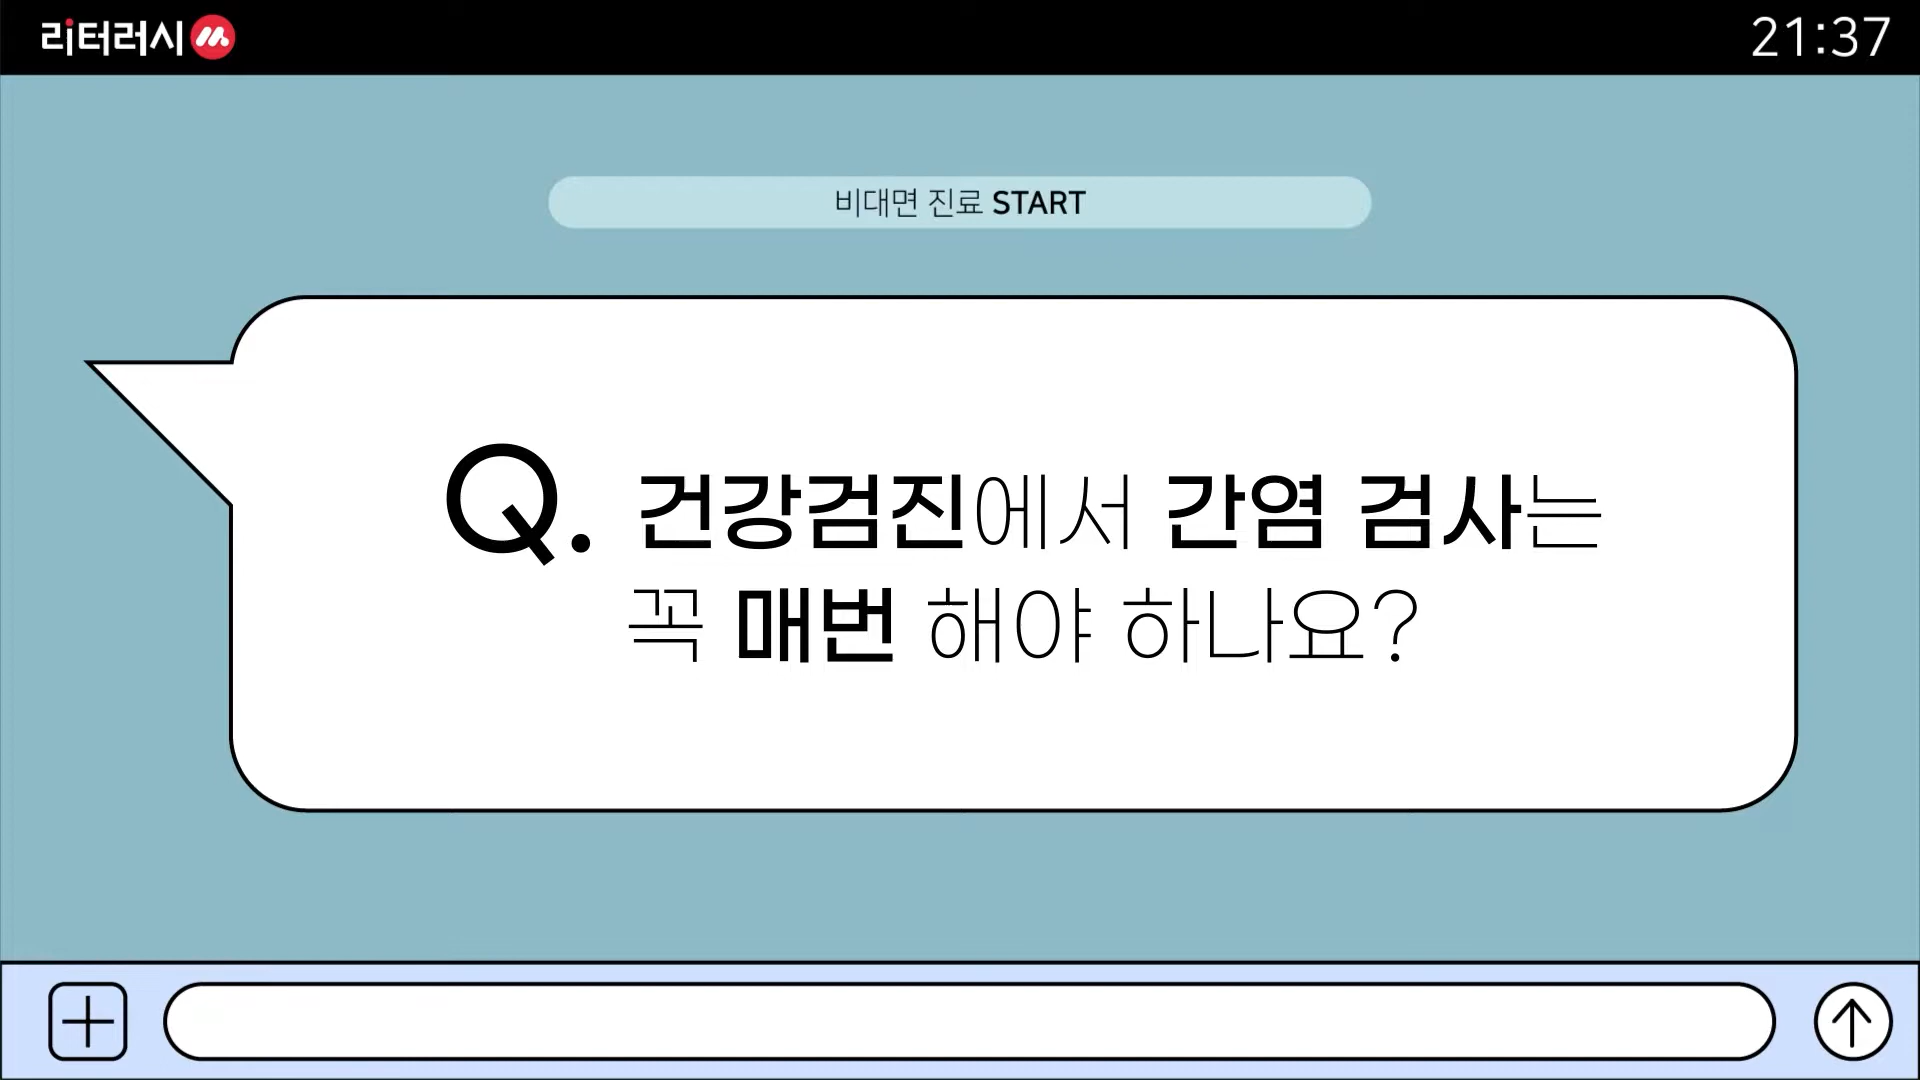 리터러시
21:37
비대면 진료 START
Q. 건강검진에서 간염 검사는
꼭 매번 해야 하나요?